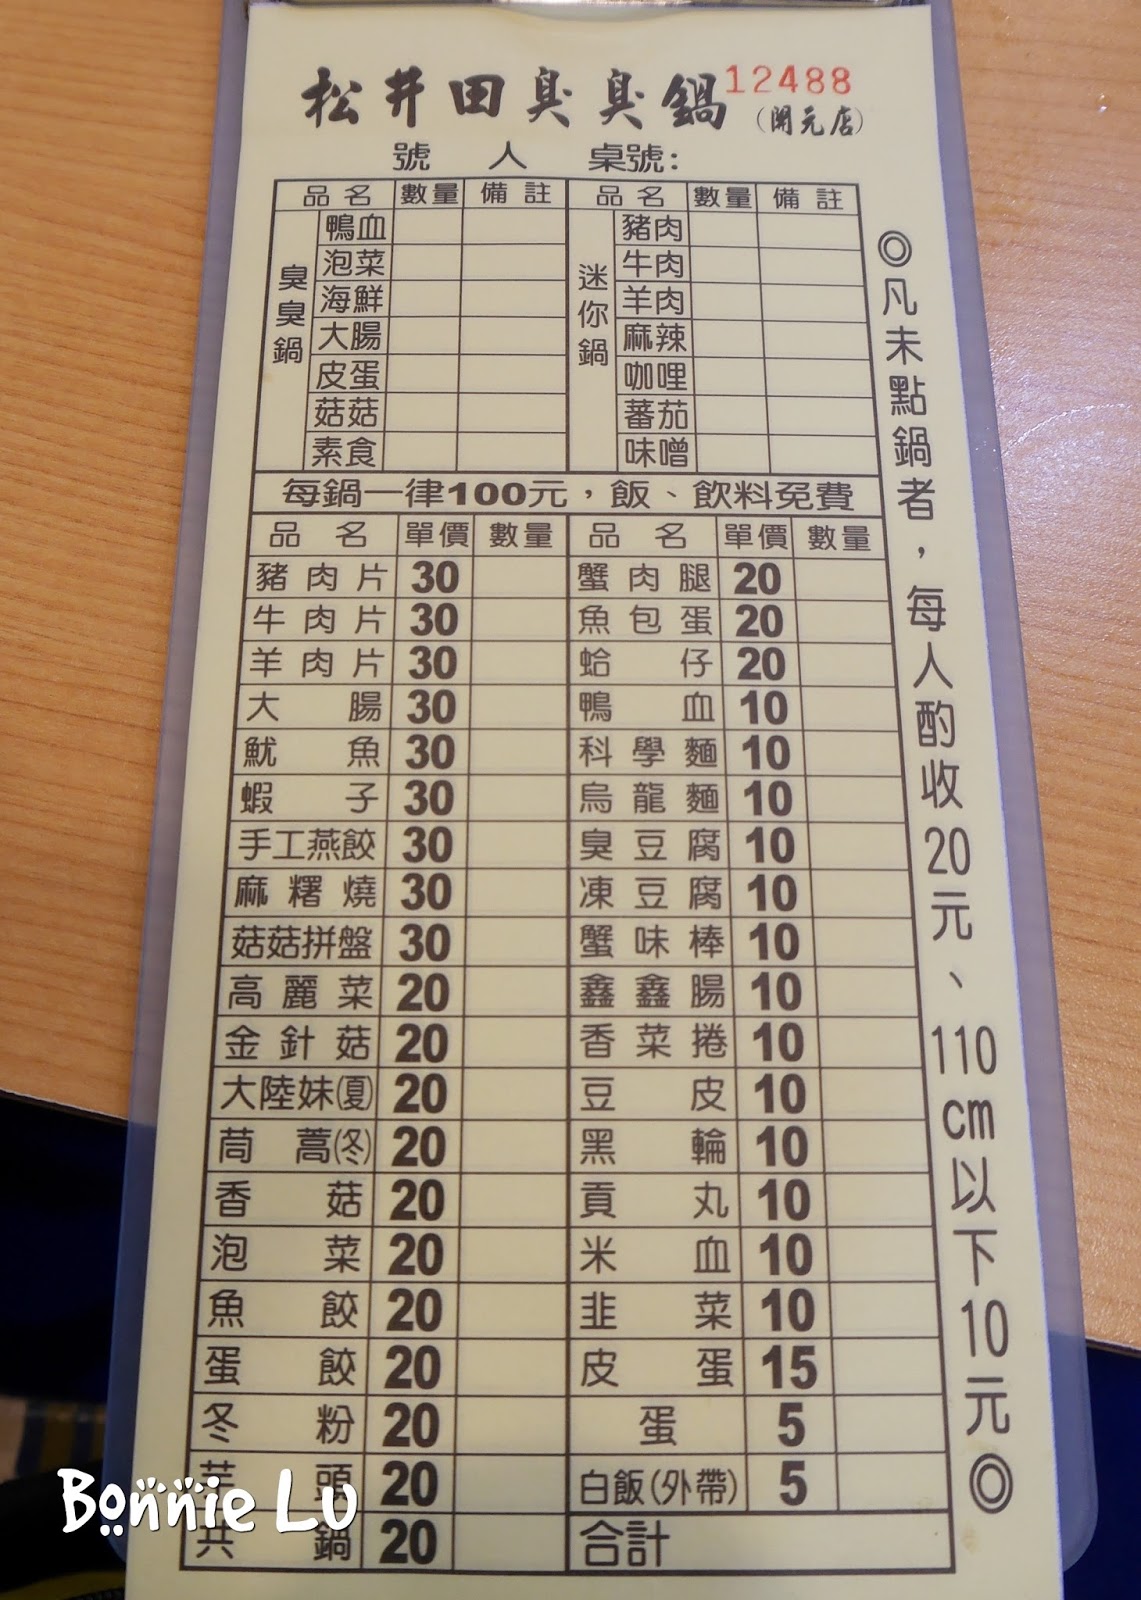 松井田臭臭鍋 12488
(開元店)
號 人 桌號:
品名 數量 備註 品名 數量 備註
臭臭鍋 迷你鍋
鴨血 豬肉
泡菜 牛肉
海鮮 羊肉
大腸 麻辣
皮蛋 咖哩
菇菇 蕃茄
素食 味噌
每鍋一律100元，飯、飲料免費
品名 單價 數量 品名 單價 數量
豬肉片 30 蟹肉腿 20
牛肉片 30 魚包蛋 20
羊肉片 30 蛤仔 20
大腸 30 鴨血 10
魷魚 30 科學麵 10
蝦子 30 烏龍麵 10
手工燕餃 30 臭豆腐 10
麻糬燒 30 凍豆腐 10
菇菇拼盤 30 蟹味棒 10
高麗菜 20 鑫鑫腸 10
金針菇 20 香菜捲 10
大陸妹(夏) 20 豆皮 10
茼蒿(冬) 20 黑輪 10
香菇 20 貢丸 10
泡菜 20 米血 10
魚餃 20 韭菜 10
蛋餃 20 皮蛋 15
冬粉 20 蛋 5
芋頭 20 白飯(外帶) 5
共鍋 20 合計
◎凡未點鍋者，每人酌收20元、110cm以下10元◎
Bonnie Lu